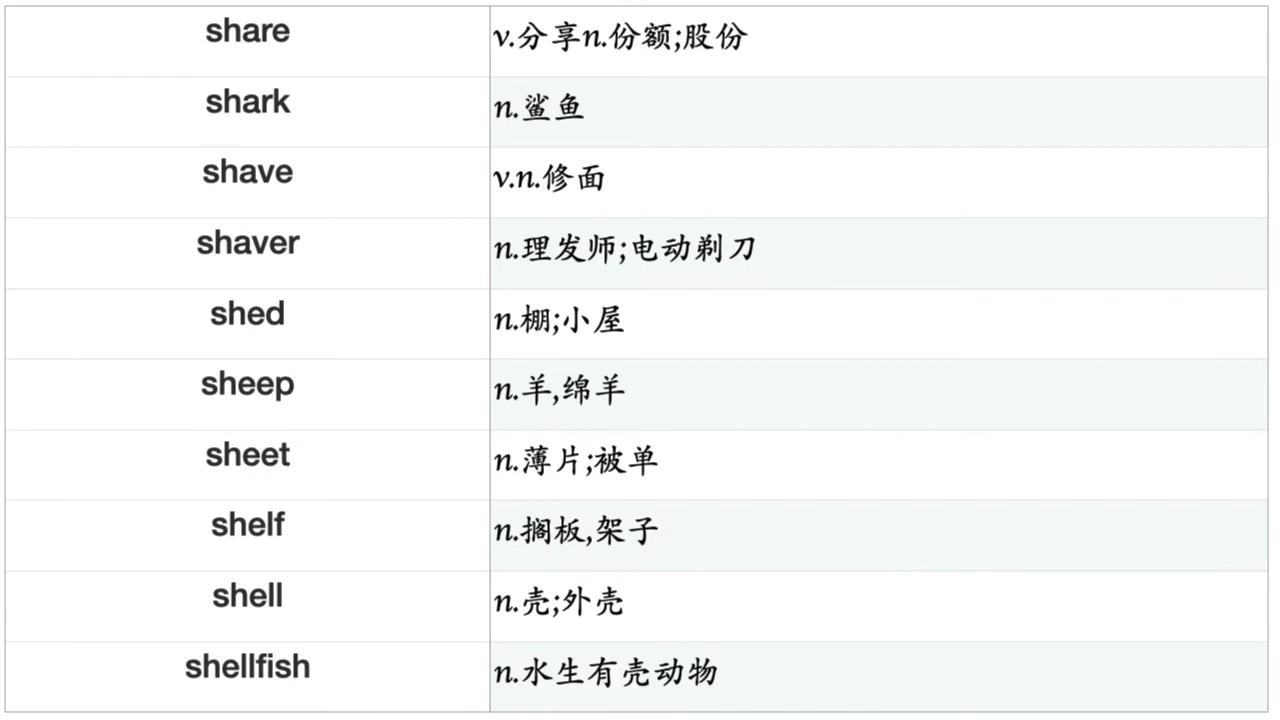 share v.分享n.份额;股份
shark n.鲨鱼
shave v.n.修面
shaver n.理发师;电动剃刀
shed n.棚;小屋
sheep n.羊,绵羊
sheet n.薄片;被单
shelf n.搁板,架子
shell n.壳;外壳
shellfish n.水生有壳动物